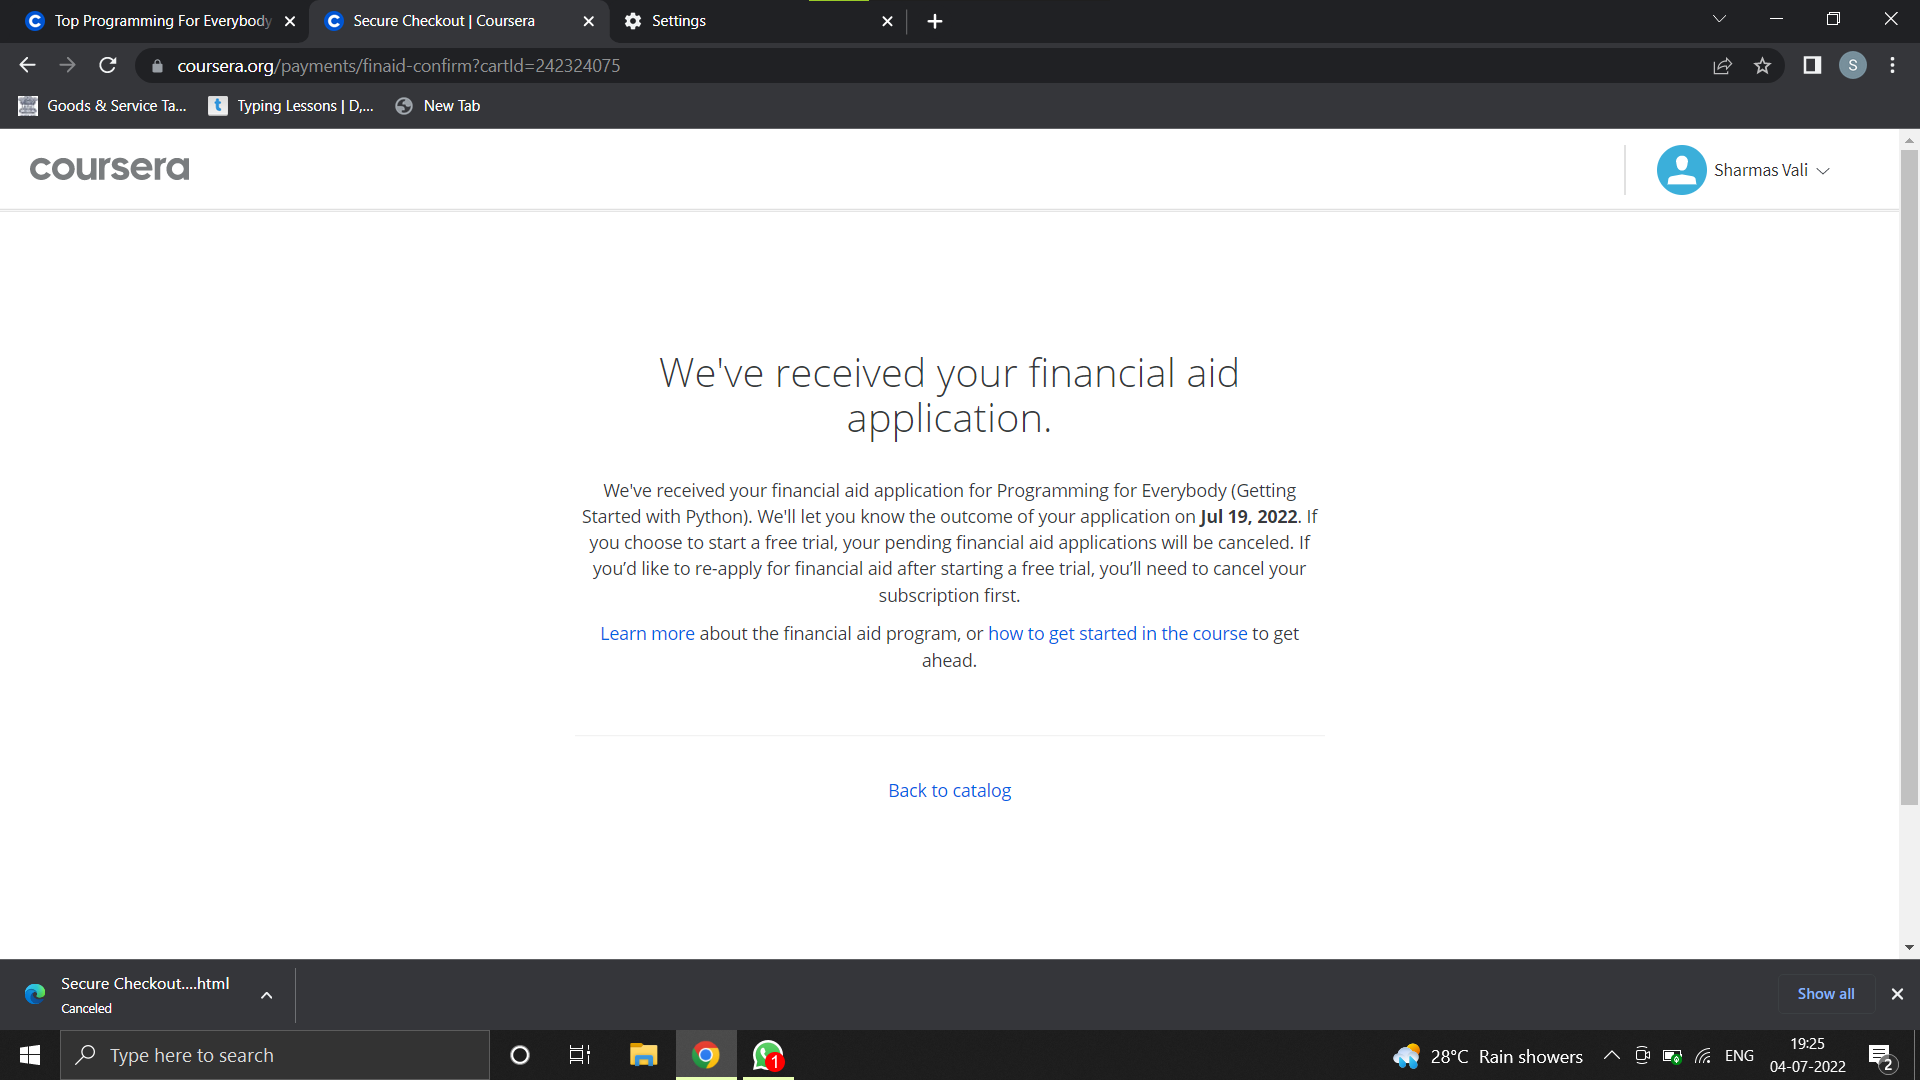 Top Programming For Everybody
Secure Checkout | Coursera
Settings
coursera.org/payments/finaid-confirm?cartId=242324075
S
Goods & Service Ta...
Typing Lessons | D,...
New Tab
coursera
Sharmas Vali
We've received your financial aid
application.
We've received your financial aid application for Programming for Everybody (Getting
Started with Python). We'll let you know the outcome of your application on Jul 19, 2022. If
you choose to start a free trial, your pending financial aid applications will be canceled. If
you’d like to re-apply for financial aid after starting a free trial, you’ll need to cancel your
subscription first.
Learn more about the financial aid program, or how to get started in the course to get
ahead.
Back to catalog
Secure Checkout....html
Canceled
Show all
Type here to search
1
28°C Rain showers
ENG
19:25
04-07-2022
2